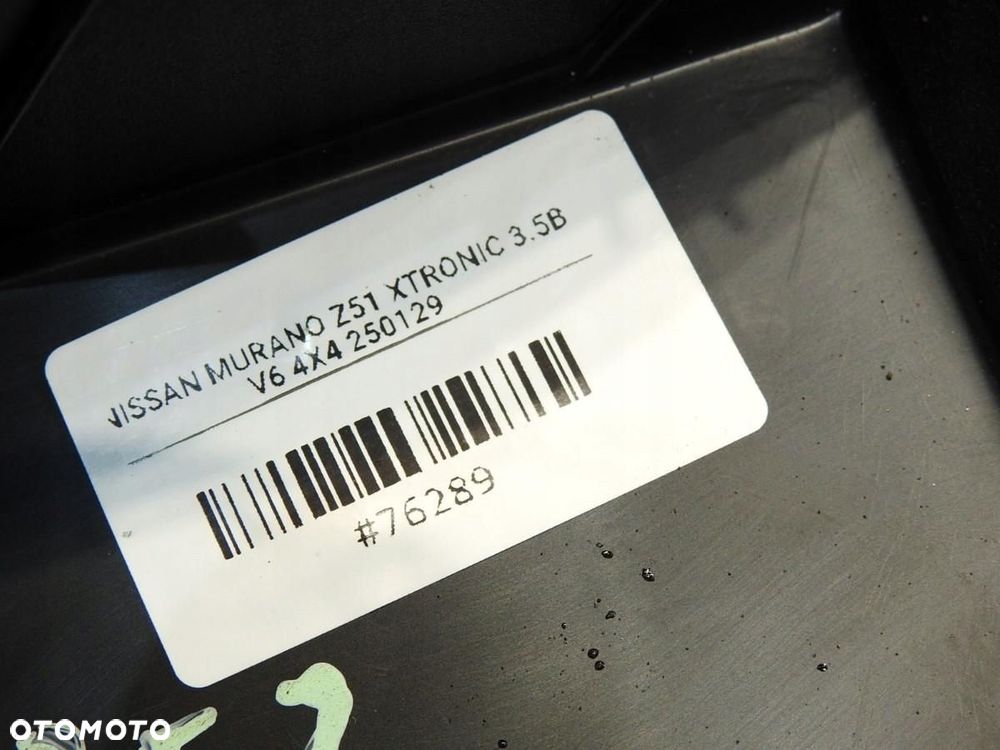 NISSAN MURANO Z51 XTRONIC 3.5B
V6 4X4 250129
#76289
OTOMOTO